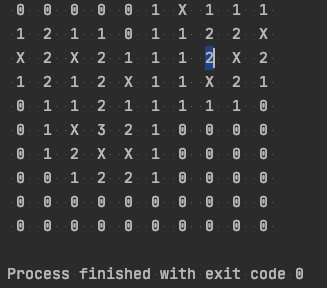 0 0 0 0 0 1 X 1 1 1
1 2 1 1 0 1 1 2 2 X
X 2 X 2 1 1 1 2 X 2
1 2 1 2 X 1 1 X 2 1
0 1 1 2 1 1 1 1 1 0
0 1 X 3 2 1 0 0 0 0
0 1 2 X X 1 0 0 0 0
0 0 1 2 2 1 0 0 0 0
0 0 0 0 0 0 0 0 0 0
0 0 0 0 0 0 0 0 0 0
Process finished with exit code 0